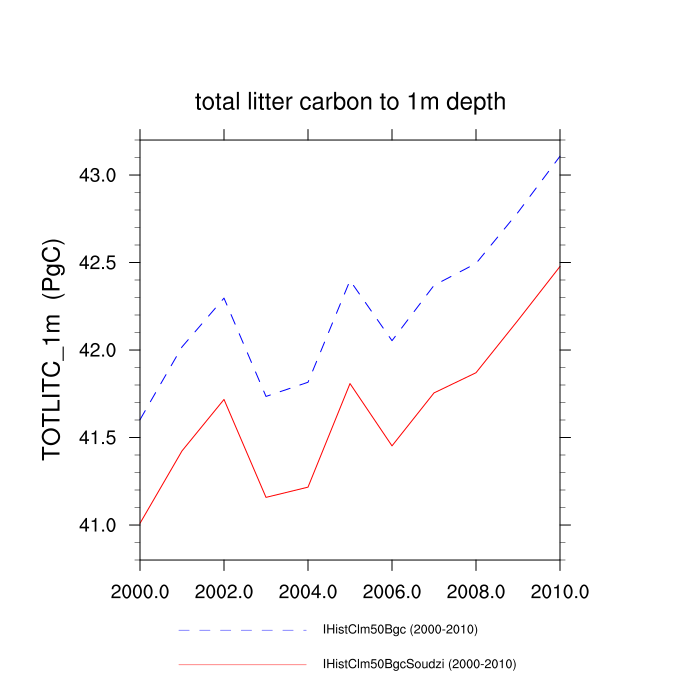 total litter carbon to 1m depth
TOTLITC_1m (PgC)
43.0
42.5
42.0
41.5
41.0
2000.0 2002.0 2004.0 2006.0 2008.0 2010.0
IHistClm50Bgc (2000-2010)
IHistClm50BgcSoudzi (2000-2010)